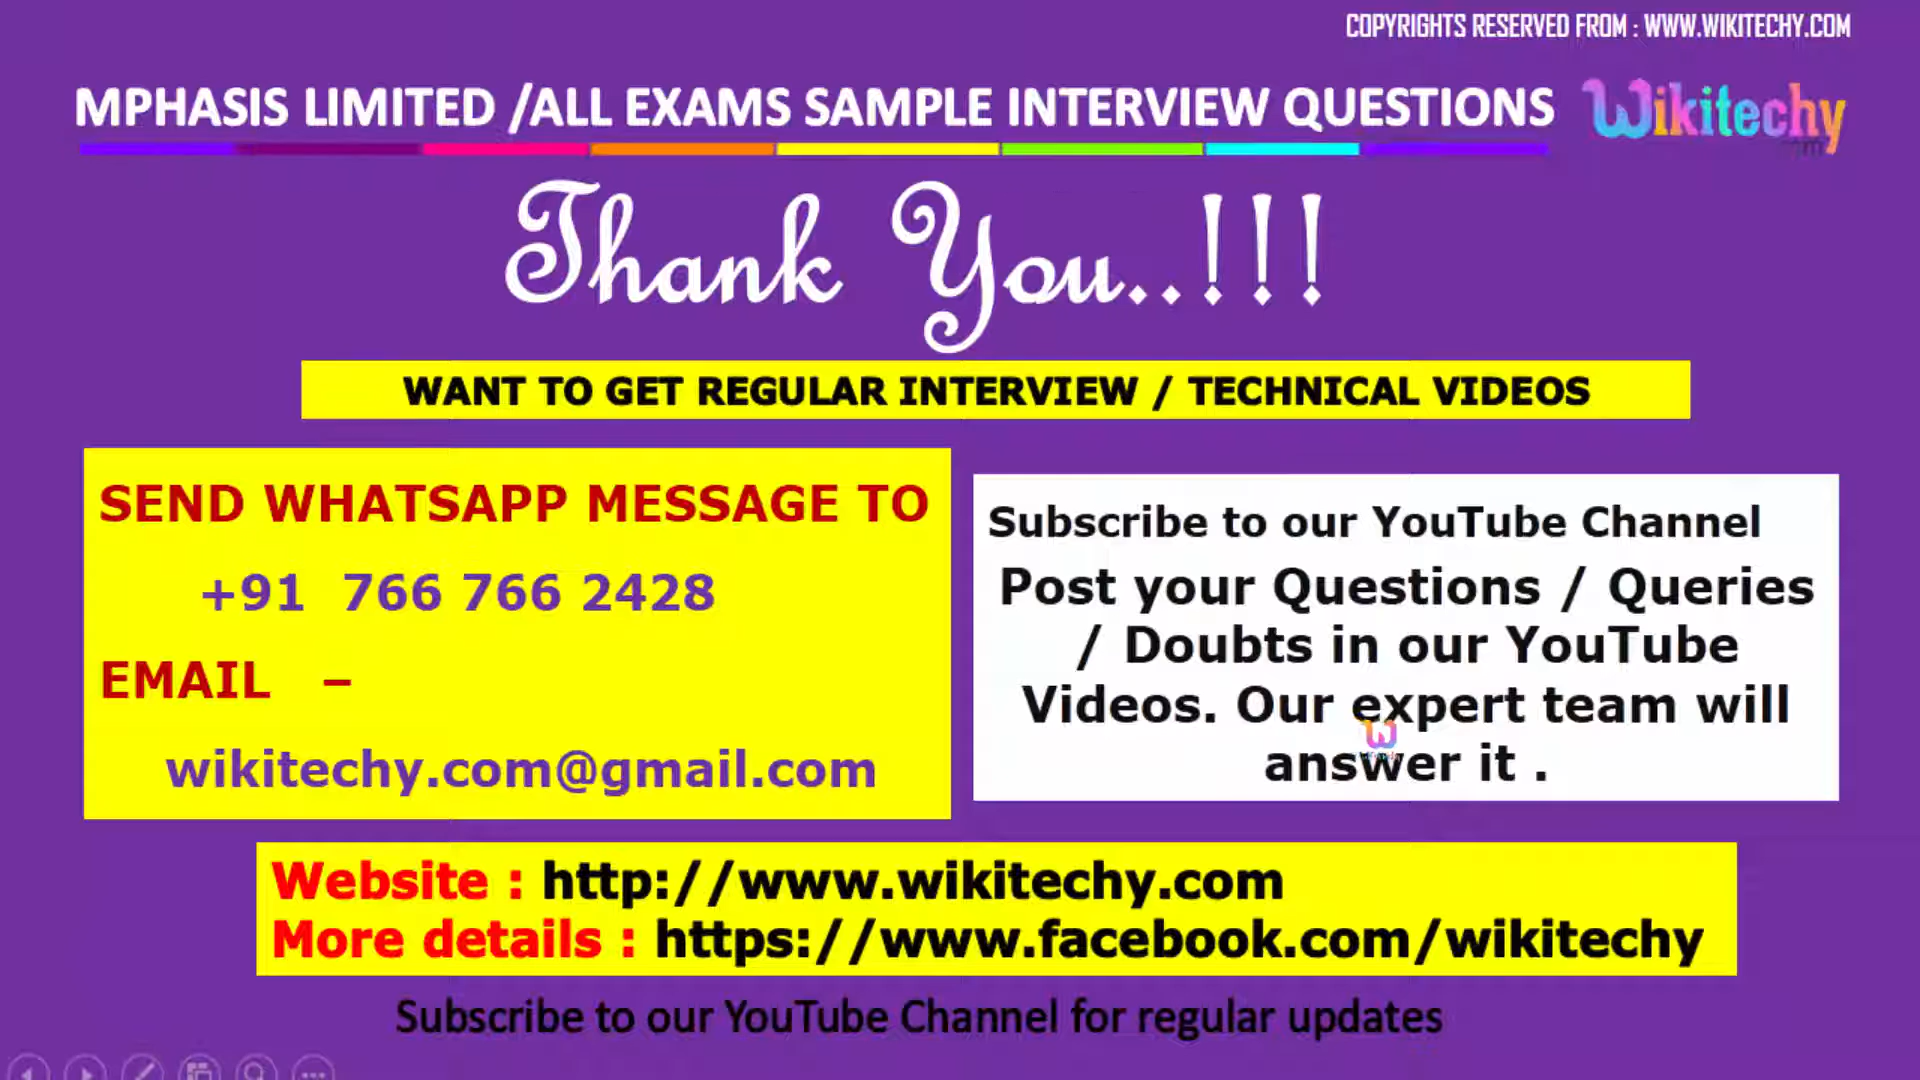 COPYRIGHTS RESERVED FROM : WWW.WIKITECHY.COM
MPHASIS LIMITED /ALL EXAMS SAMPLE INTERVIEW QUESTIONS
Wikitechy
.com
Thank You..!!!
WANT TO GET REGULAR INTERVIEW / TECHNICAL VIDEOS
SEND WHATSAPP MESSAGE TO
+91 766 766 2428
EMAIL –
wikitechy.com@gmail.com
Subscribe to our YouTube Channel
Post your Questions / Queries
/ Doubts in our YouTube
Videos. Our expert team will
answer it .
Website : http://www.wikitechy.com
More details : https://www.facebook.com/wikitechy
Subscribe to our YouTube Channel for regular updates